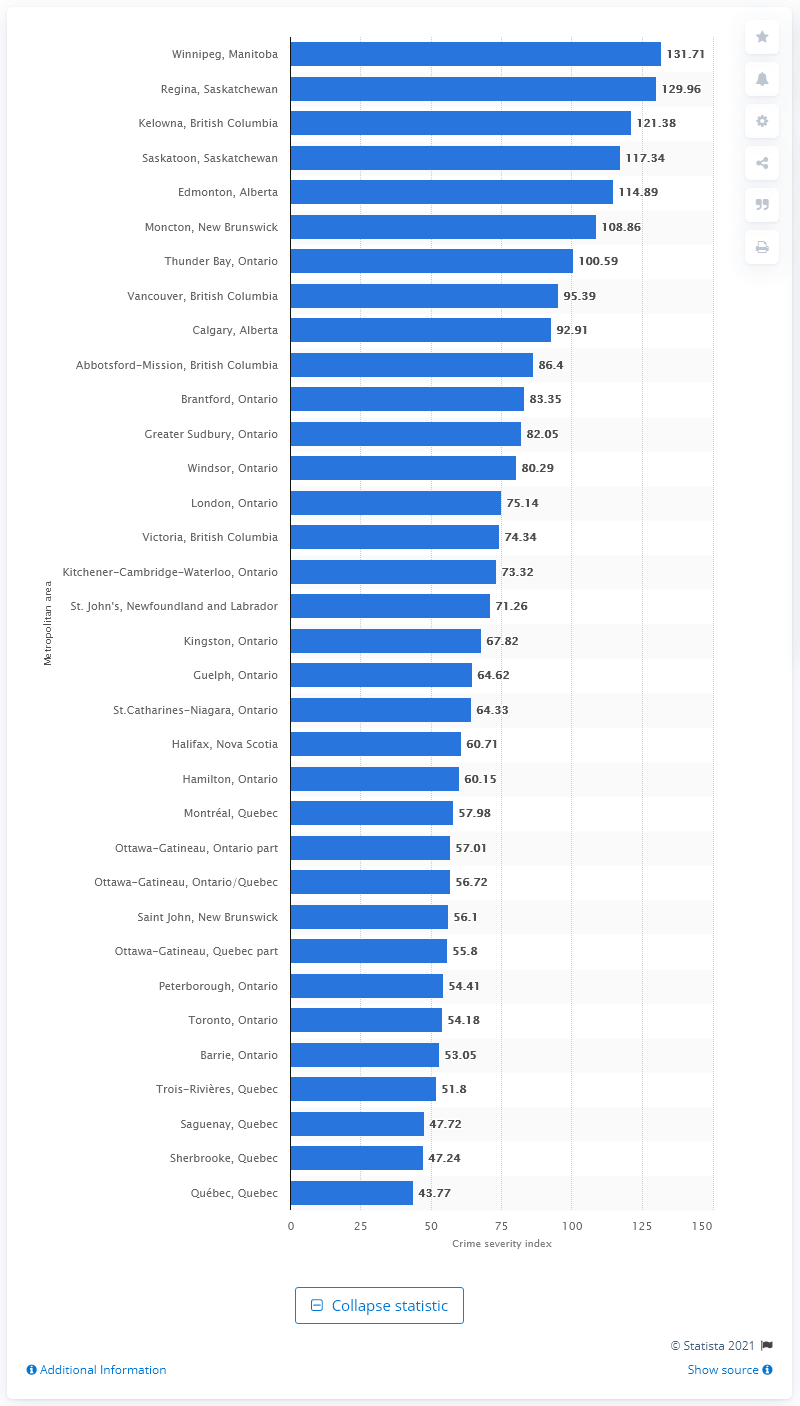 Winnipeg, Manitoba 131.71
Regina, Saskatchewan 129.96
Kelowna, British Columbia 121.38
Saskatoon, Saskatchewan 117.34
Edmonton, Alberta 114.89
Moncton, New Brunswick 108.86
Thunder Bay, Ontario 100.59
Vancouver, British Columbia 95.39
Calgary, Alberta 92.91
Abbotsford-Mission, British Columbia 86.4
Brantford, Ontario 83.35
Greater Sudbury, Ontario 82.05
Windsor, Ontario 80.29
London, Ontario 75.14
Victoria, British Columbia 74.34
Kitchener-Cambridge-Waterloo, Ontario 73.32
St. John's, Newfoundland and Labrador 71.26
Kingston, Ontario 67.82
Guelph, Ontario 64.62
St.Catharines-Niagara, Ontario 64.33
Halifax, Nova Scotia 60.71
Hamilton, Ontario 60.15
Montréal, Quebec 57.98
Ottawa-Gatineau, Ontario part 57.01
Ottawa-Gatineau, Ontario/Quebec 56.72
Saint John, New Brunswick 56.1
Ottawa-Gatineau, Quebec part 55.8
Peterborough, Ontario 54.41
Toronto, Ontario 54.18
Barrie, Ontario 53.05
Trois-Rivières, Quebec 51.8
Saguenay, Quebec 47.72
Sherbrooke, Quebec 47.24
Québec, Quebec 43.77
Metropolitan area
0 25 50 75 100 125 150
Crime severity index
Collapse statistic
© Statista 2021
Additional Information
Show source